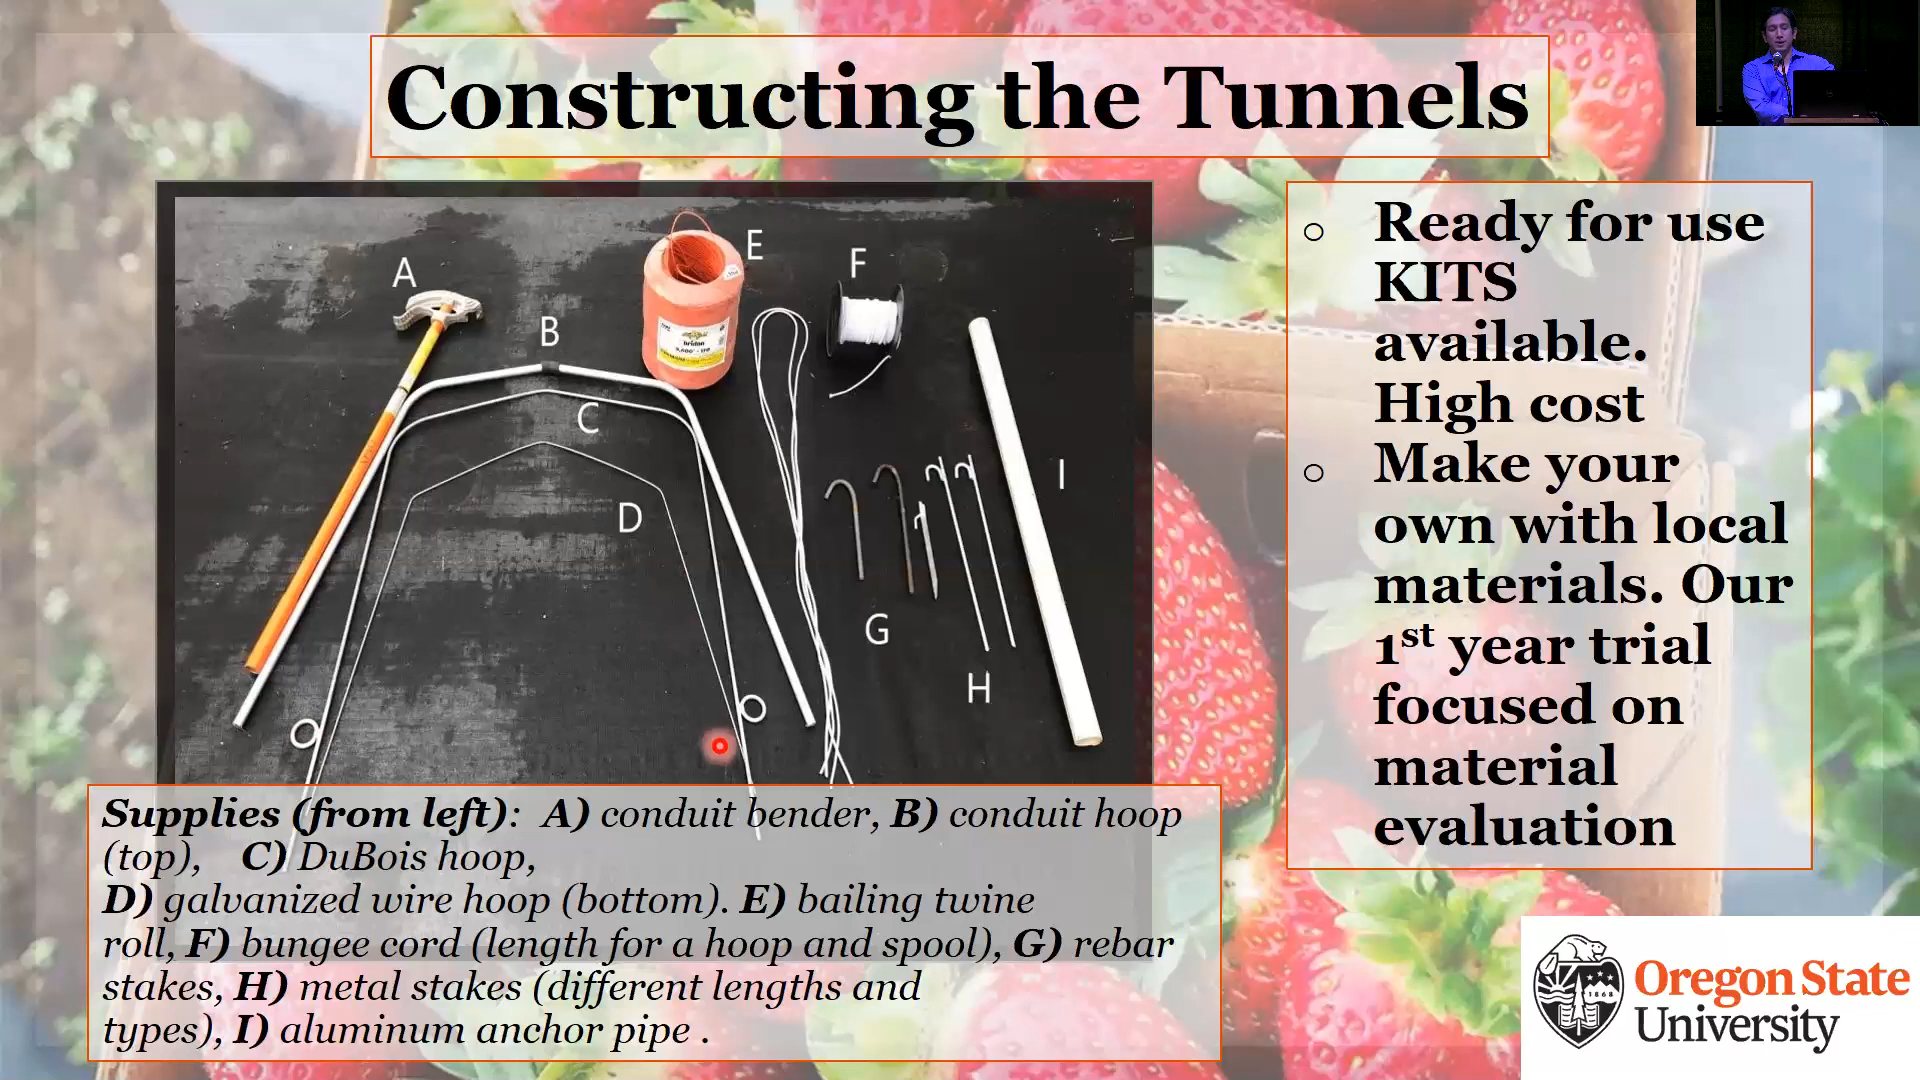 Constructing the Tunnels
A
B
C
D
E
F
G
H
I
○ Ready for use
KITS
available.
High cost
○ Make your
own with local
materials. Our
1st year trial
focused on
material
evaluation
Supplies (from left): A) conduit bender, B) conduit hoop
(top), C) DuBois hoop,
D) galvanized wire hoop (bottom). E) bailing twine
roll, F) bungee cord (length for a hoop and spool), G) rebar
stakes, H) metal stakes (different lengths and
types), I) aluminum anchor pipe .
1868
Oregon State
University